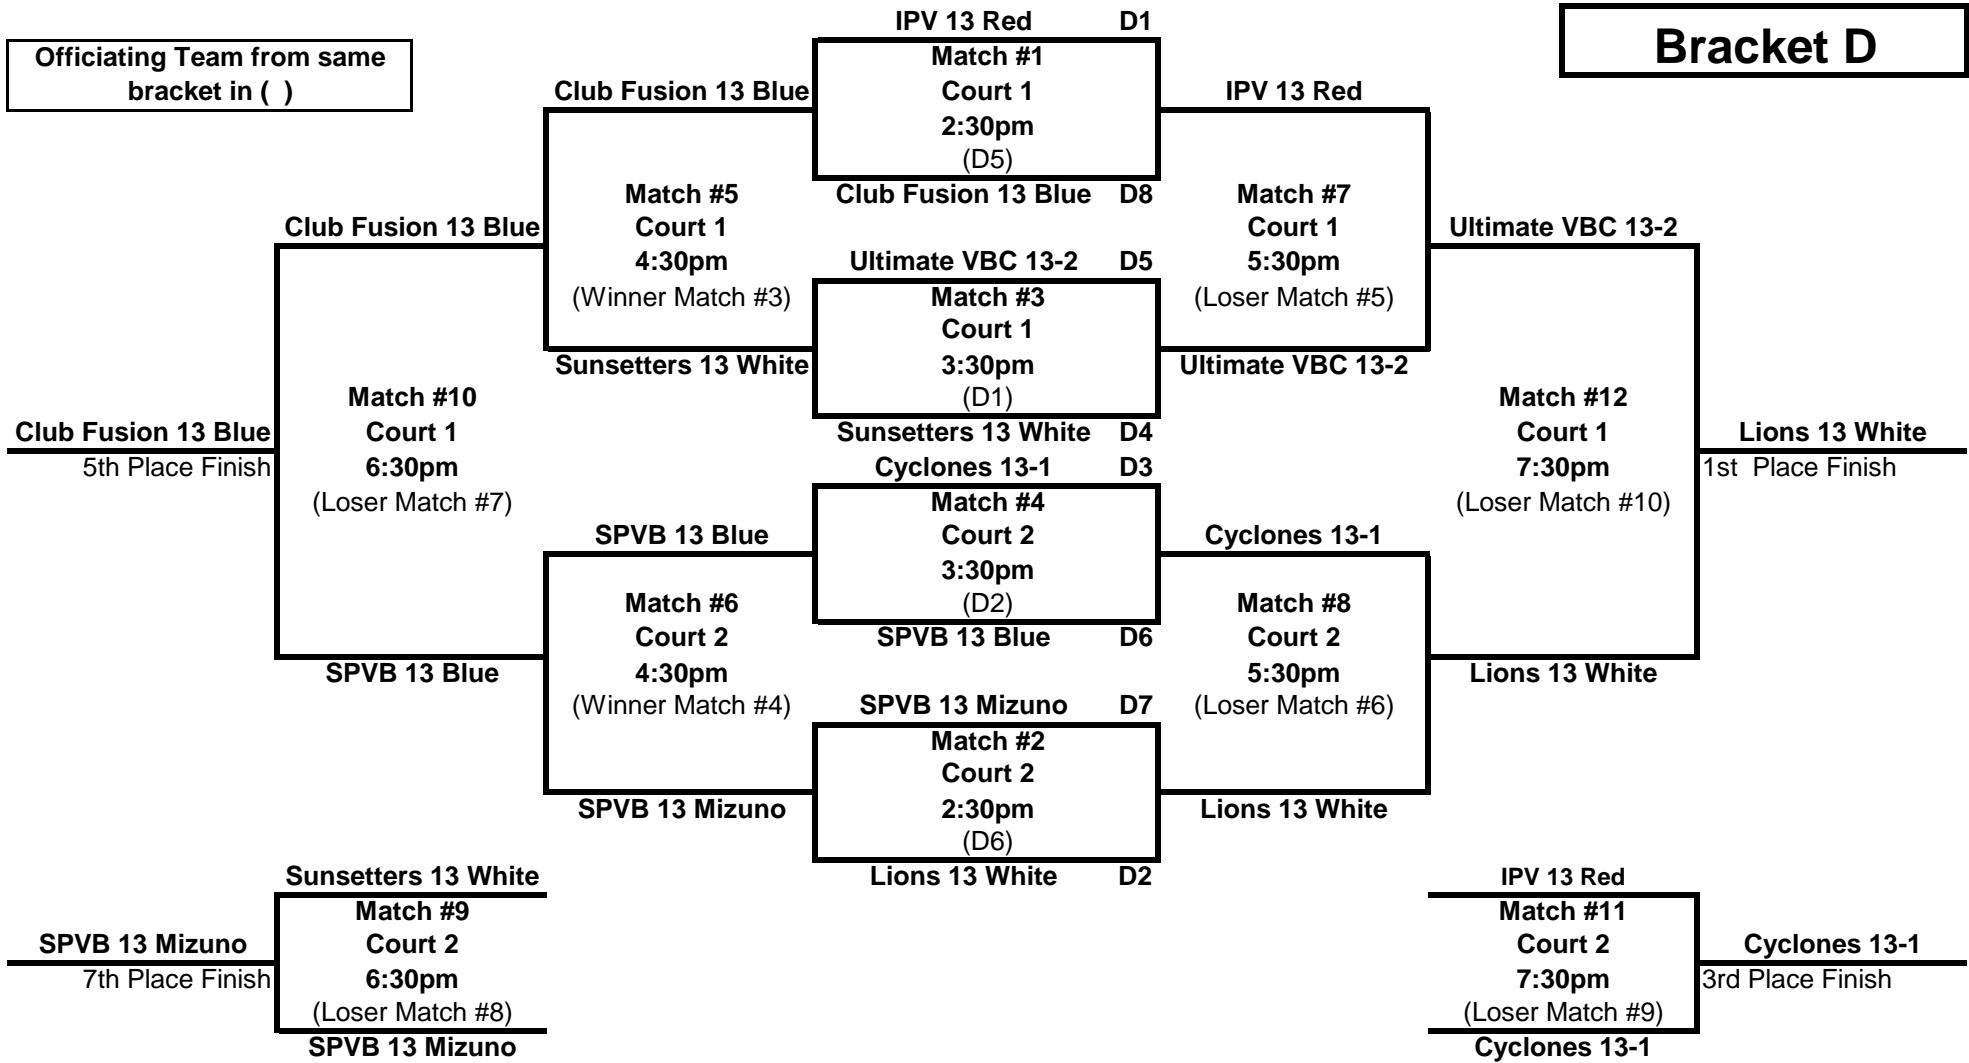 IPV 13 Red D1
Bracket D
Officiating Team from same
bracket in ( )
Match #1
Court 1
2:30pm
(D5)
Club Fusion 13 Blue
IPV 13 Red
Club Fusion 13 Blue D8
Match #5
Court 1
4:30pm
(Winner Match #3)
Match #7
Court 1
5:30pm
(Loser Match #5)
Club Fusion 13 Blue
Ultimate VBC 13-2
Ultimate VBC 13-2 D5
Match #3
Court 1
3:30pm
(D1)
Sunsetters 13 White
Ultimate VBC 13-2
Sunsetters 13 White D4
Match #10
Court 1
6:30pm
(Loser Match #7)
Match #12
Court 1
7:30pm
(Loser Match #10)
Club Fusion 13 Blue
5th Place Finish
Lions 13 White
1st Place Finish
Cyclones 13-1 D3
Match #4
Court 2
3:30pm
(D2)
SPVB 13 Blue
Cyclones 13-1
SPVB 13 Blue D6
Match #6
Court 2
4:30pm
(Winner Match #4)
Match #8
Court 2
5:30pm
(Loser Match #6)
SPVB 13 Blue
Lions 13 White
SPVB 13 Mizuno D7
Match #2
Court 2
2:30pm
(D6)
SPVB 13 Mizuno
Lions 13 White
Lions 13 White D2
Sunsetters 13 White
Match #9
Court 2
6:30pm
(Loser Match #8)
SPVB 13 Mizuno
SPVB 13 Mizuno
7th Place Finish
IPV 13 Red
Match #11
Court 2
7:30pm
(Loser Match #9)
Cyclones 13-1
Cyclones 13-1
3rd Place Finish